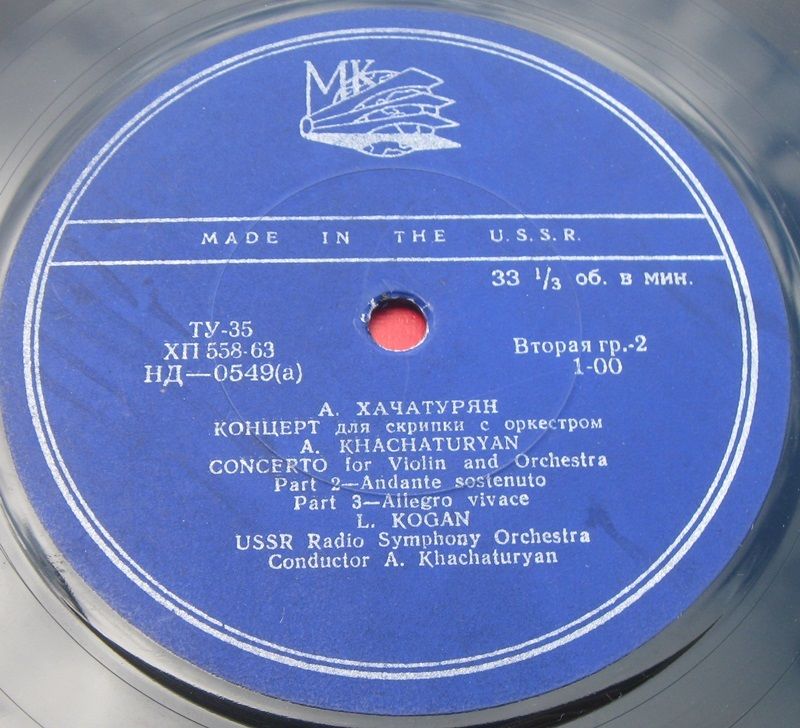 МК
MADE IN THE U.S.S.R.
33 1/3 об. в мин.
ТУ-35
ХП 558-63
НД—0549(а)
Вторая гр.-2
1-00
А. ХАЧАТУРЯН
КОНЦЕРТ для скрипки с оркестром
A. KHACHATURYAN
CONCERTO for Violin and Orchestra
Part 2—Andante sostenuto
Part 3—Allegro vivace
L. KOGAN
USSR Radio Symphony Orchestra
Conductor A. Khachaturyan